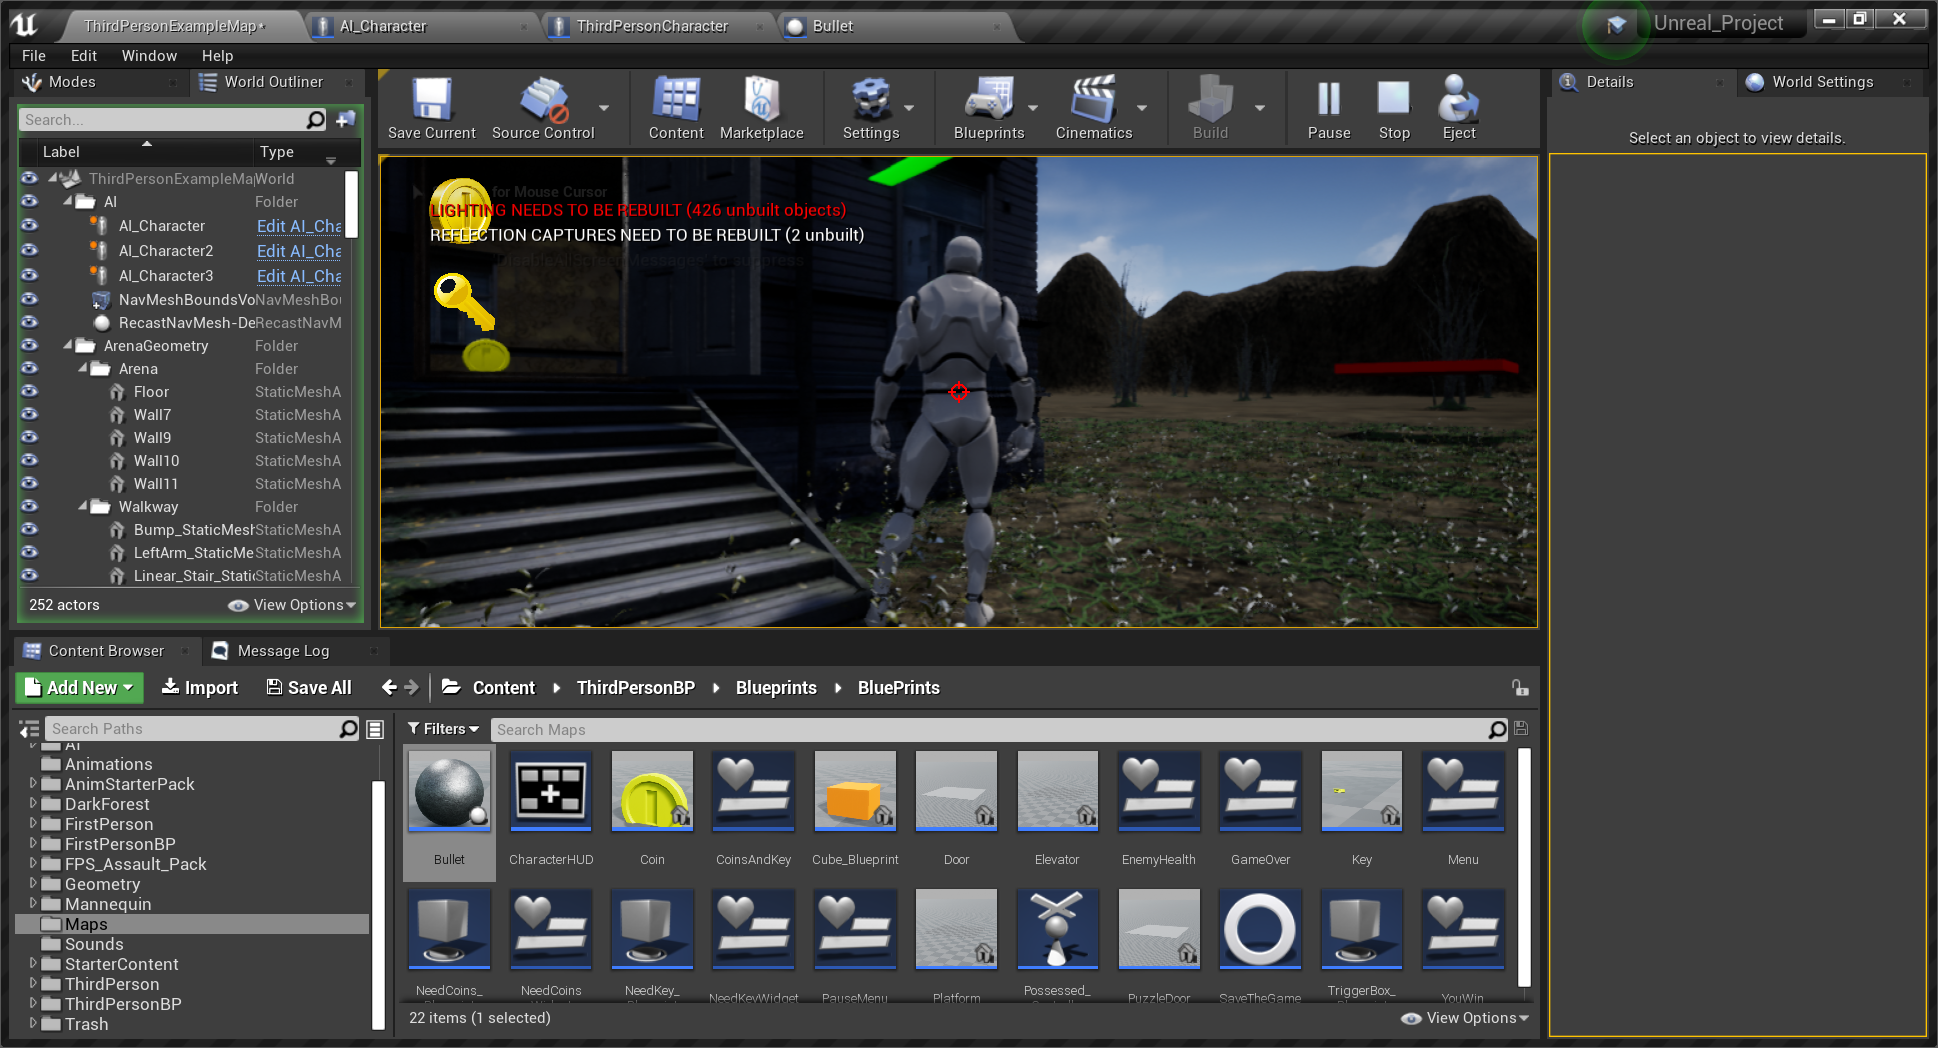 ThirdPersonExampleMap*
AI_Character
ThirdPersonCharacter
Bullet
Unreal_Project
File Edit Window Help
Modes
World Outliner
Search...
Label Type
ThirdPersonExampleMap World
AI Folder
AI_Character Edit AI_Cha
AI_Character2 Edit AI_Cha
AI_Character3 Edit AI_Cha
NavMeshBoundsVo NavMeshBou
RecastNavMesh-De RecastNavM
ArenaGeometry Folder
Arena Folder
Floor StaticMeshA
Wall7 StaticMeshA
Wall9 StaticMeshA
Wall10 StaticMeshA
Wall11 StaticMeshA
Walkway Folder
Bump_StaticMesh StaticMeshA
LeftArm_StaticMe StaticMeshA
Linear_Stair_Static StaticMeshA
252 actors
View Options
Save Current
Source Control
Content
Marketplace
Settings
Blueprints
Cinematics
Build
Pause
Stop
Eject
for Mouse Cursor
LIGHTING NEEDS TO BE REBUILT (426 unbuilt objects)
REFLECTION CAPTURES NEED TO BE REBUILT (2 unbuilt)
'DisableAllScreenMessages' to suppress
Details
World Settings
Select an object to view details.
Content Browser
Message Log
Add New
Import
Save All
Content
ThirdPersonBP
Blueprints
BluePrints
Search Paths
AI
Animations
AnimStarterPack
DarkForest
FirstPerson
FirstPersonBP
FPS_Assault_Pack
Geometry
Mannequin
Maps
Sounds
StarterContent
ThirdPerson
ThirdPersonBP
Trash
Filters
Search Maps
Bullet
CharacterHUD
Coin
CoinsAndKey
Cube_Blueprint
Door
Elevator
EnemyHealth
GameOver
Key
Menu
NeedCoins_
NeedCoins
NeedKey_
NeedKeyWidget
PauseMenu
Platform
Possessed_
PuzzleDoor
SaveTheGame
TriggerBox_
YouWin
22 items (1 selected)
View Options